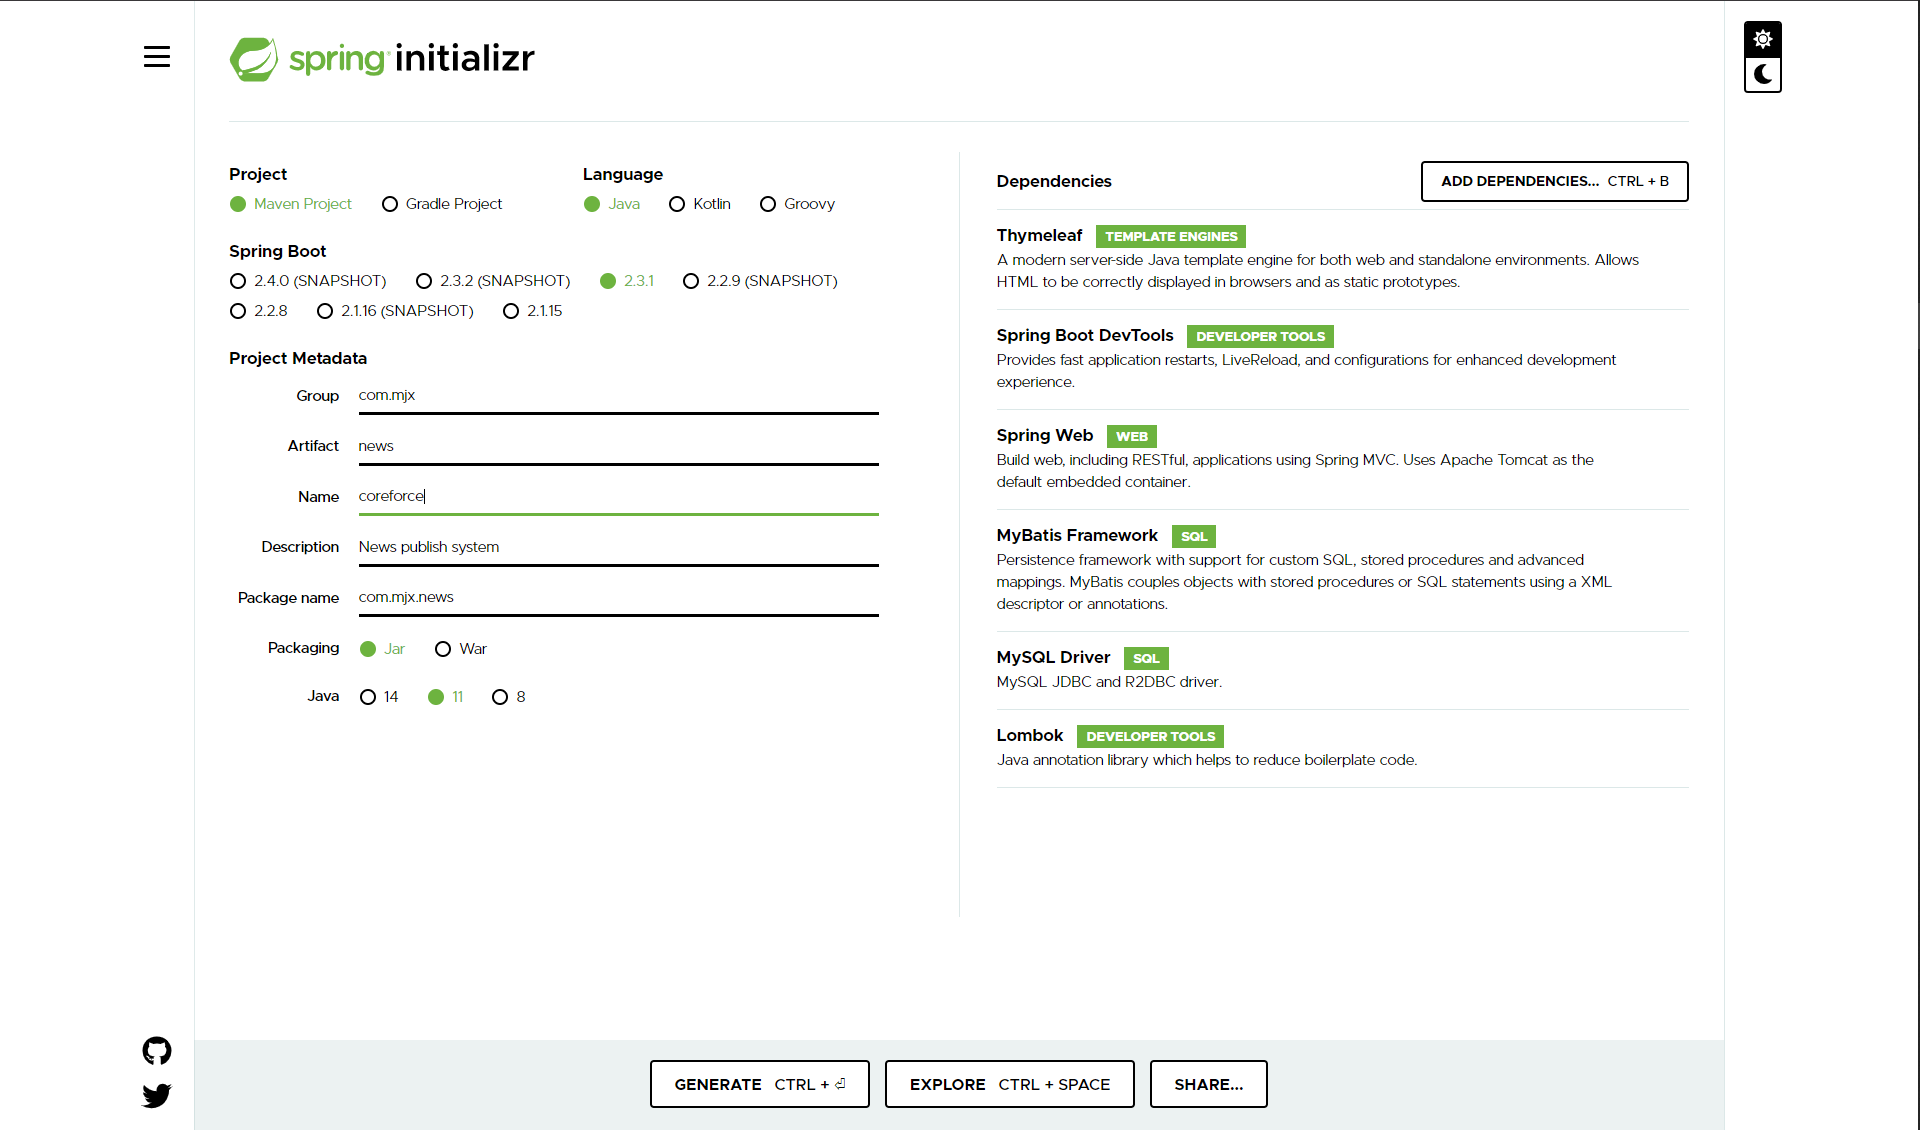 spring initializr
Project
Maven Project Gradle Project
Language
Java Kotlin Groovy
Spring Boot
2.4.0 (SNAPSHOT) 2.3.2 (SNAPSHOT) 2.3.1 2.2.9 (SNAPSHOT)
2.2.8 2.1.16 (SNAPSHOT) 2.1.15
Project Metadata
Group com.mjx
Artifact news
Name coreforce
Description News publish system
Package name com.mjx.news
Packaging Jar War
Java 14 11 8
Dependencies
ADD DEPENDENCIES... CTRL + B
Thymeleaf TEMPLATE ENGINES
A modern server-side Java template engine for both web and standalone environments. Allows
HTML to be correctly displayed in browsers and as static prototypes.
Spring Boot DevTools DEVELOPER TOOLS
Provides fast application restarts, LiveReload, and configurations for enhanced development
experience.
Spring Web WEB
Build web, including RESTful, applications using Spring MVC. Uses Apache Tomcat as the
default embedded container.
MyBatis Framework SQL
Persistence framework with support for custom SQL, stored procedures and advanced
mappings. MyBatis couples objects with stored procedures or SQL statements using a XML
descriptor or annotations.
MySQL Driver SQL
MySQL JDBC and R2DBC driver.
Lombok DEVELOPER TOOLS
Java annotation library which helps to reduce boilerplate code.
GENERATE CTRL + ⏎
EXPLORE CTRL + SPACE
SHARE...